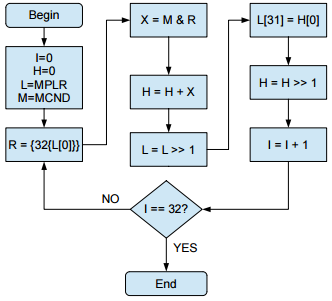 Begin
I=0
H=0
L=MPLR
M=MCND
R = {32{L[0]}}
X = M & R
H = H + X
L = L >> 1
L[31] = H[0]
H = H >> 1
I = I + 1
I == 32?
NO
YES
End